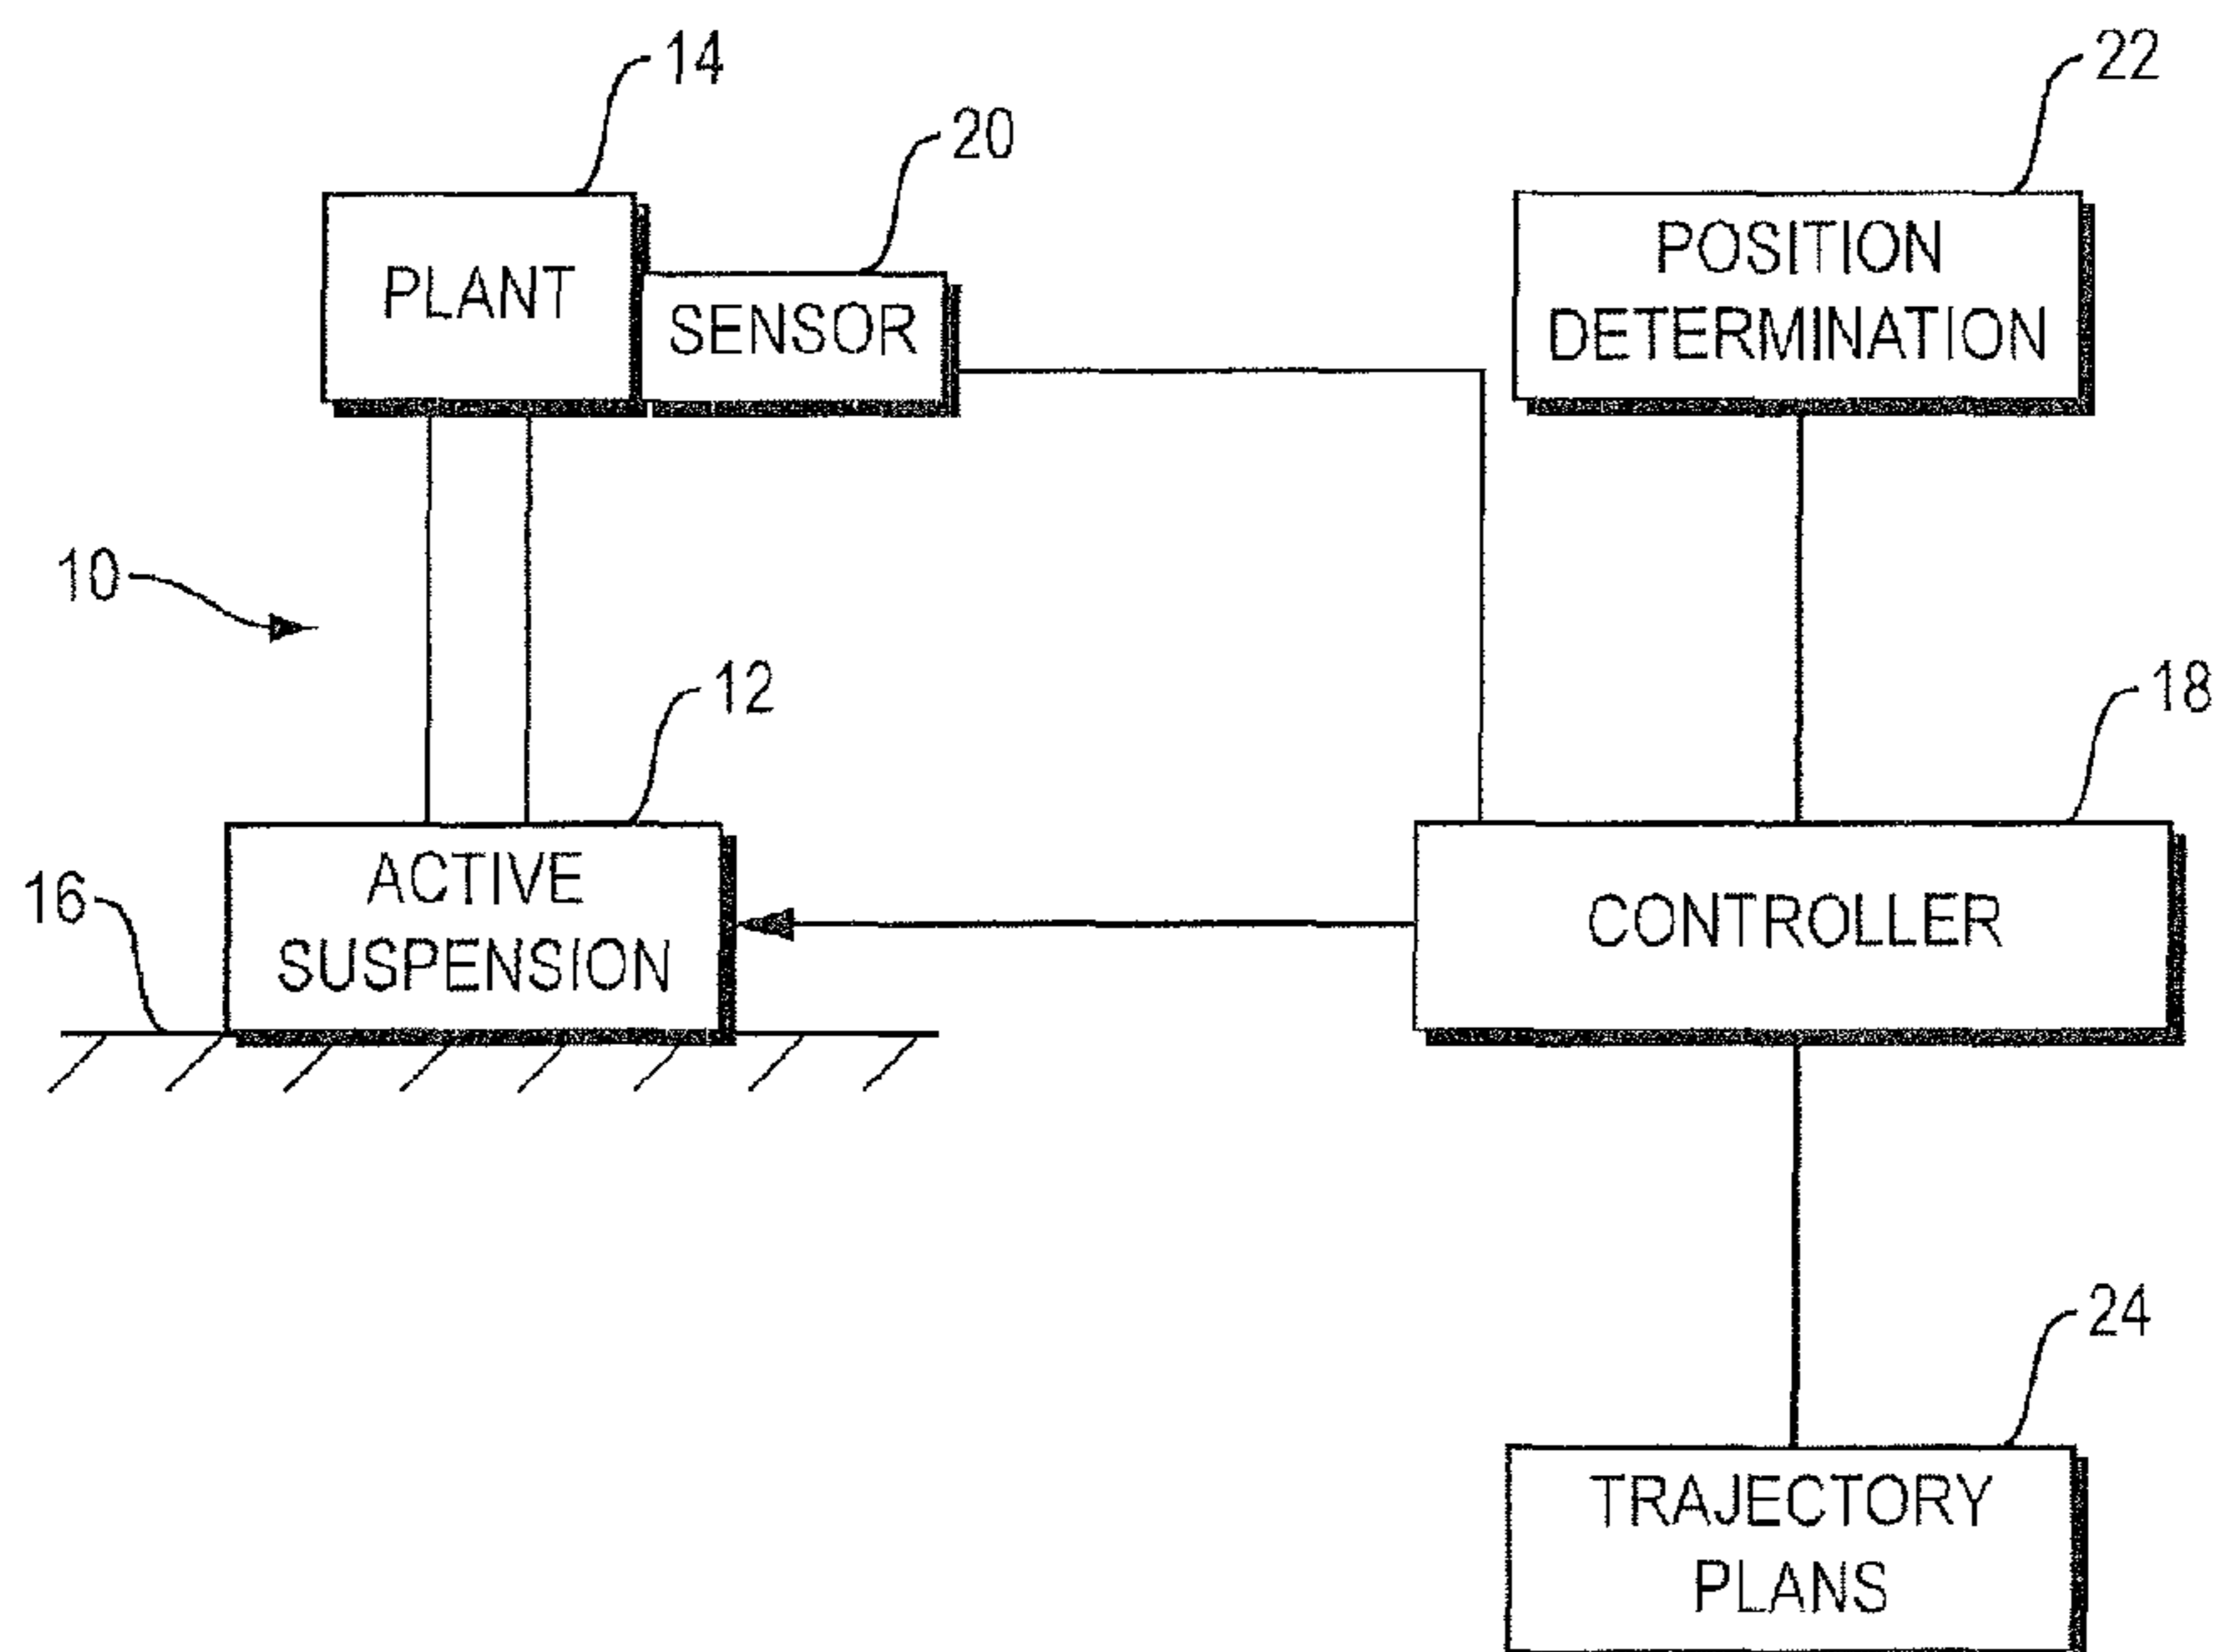 14
22
20
PLANT
POSITION
DETERMINATION
SENSOR
10
12
18
ACTIVE
SUSPENSION
16
CONTROLLER
24
TRAJECTORY
PLANS